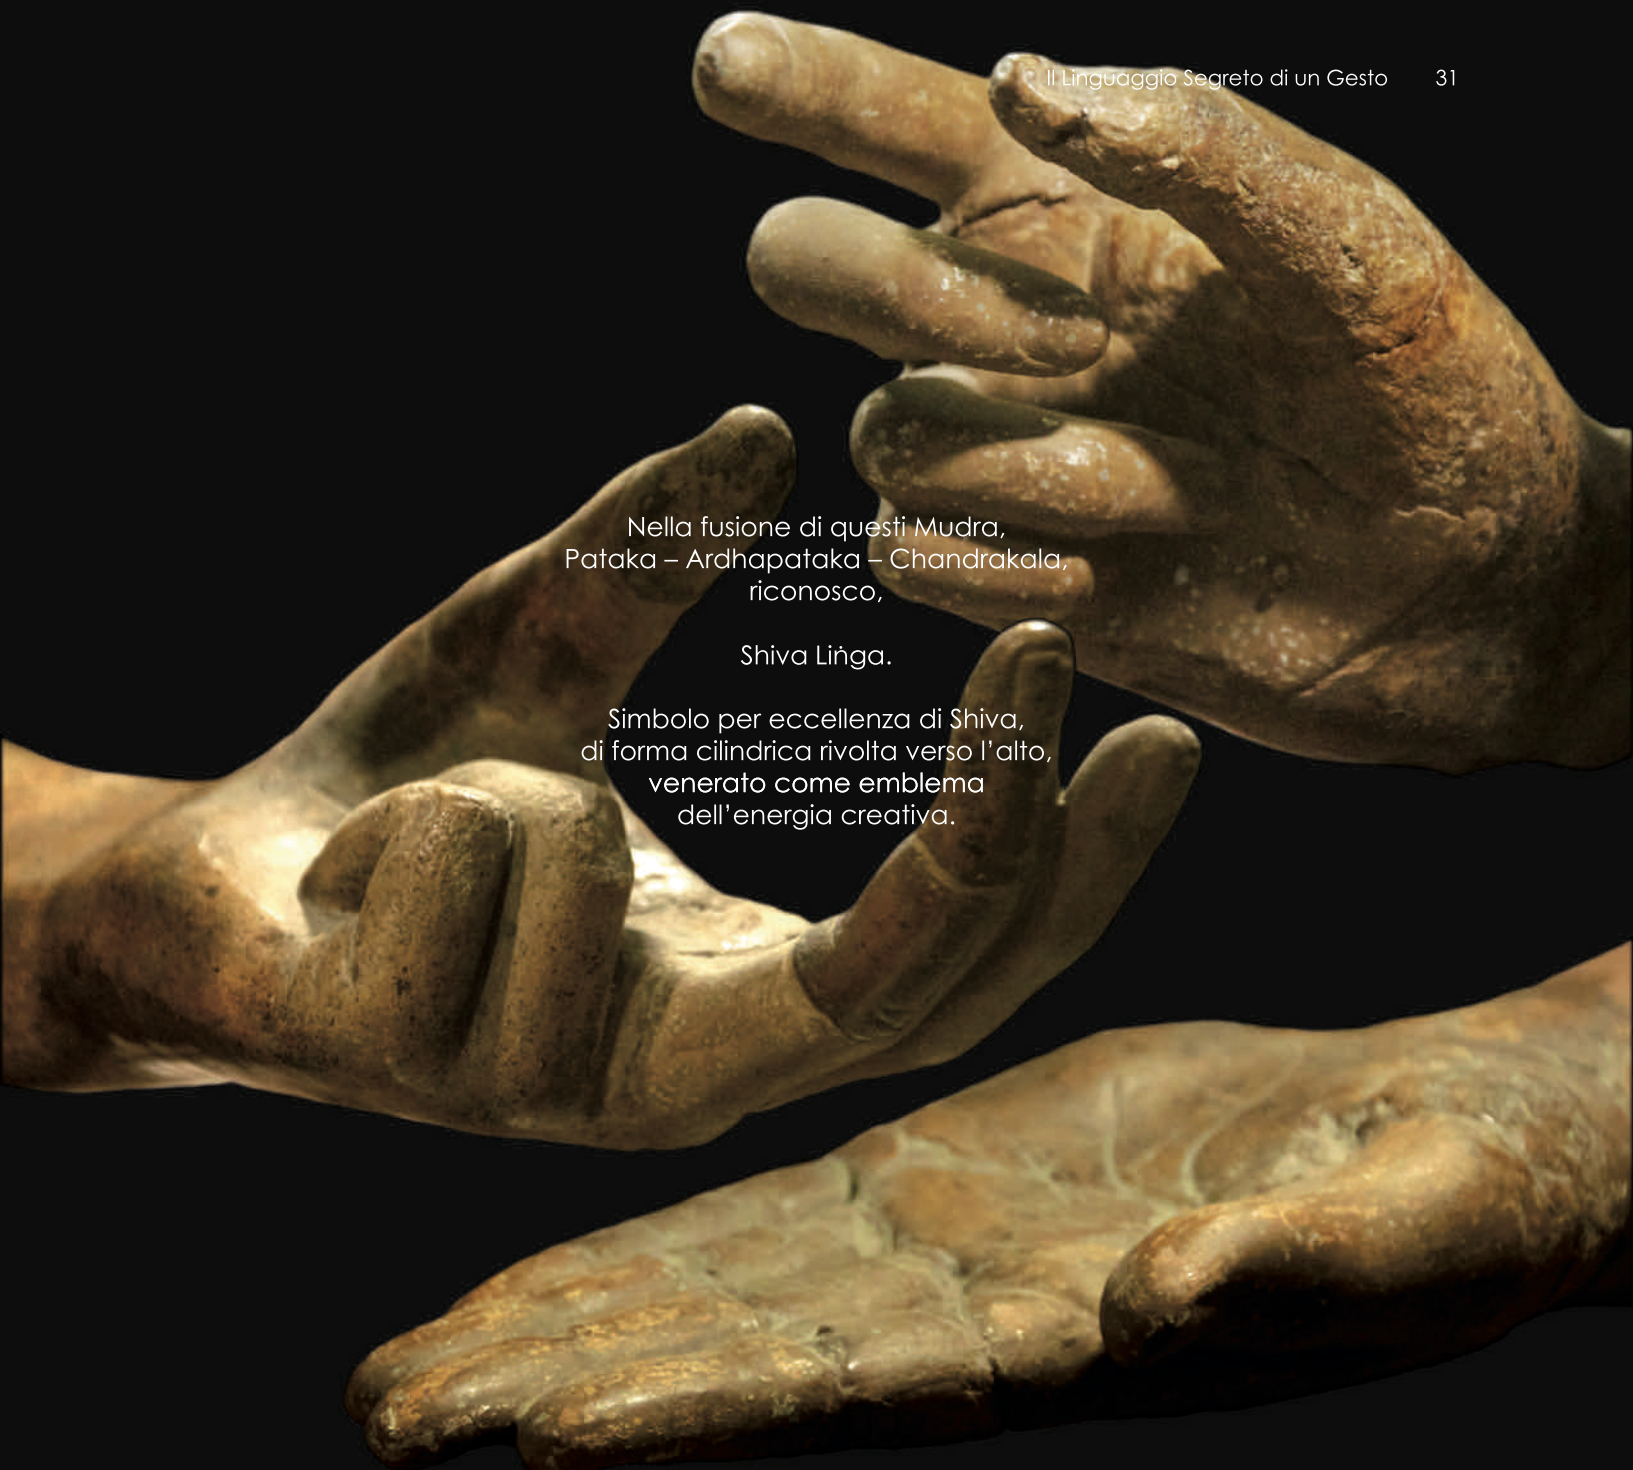 Il Linguaggio Segreto di un Gesto 31
Nella fusione di questi Mudra,
Pataka – Ardhapataka – Chandrakala,
riconosco,
Shiva Liṅga.
Simbolo per eccellenza di Shiva,
di forma cilindrica rivolta verso l’alto,
venerato come emblema
dell’energia creativa.